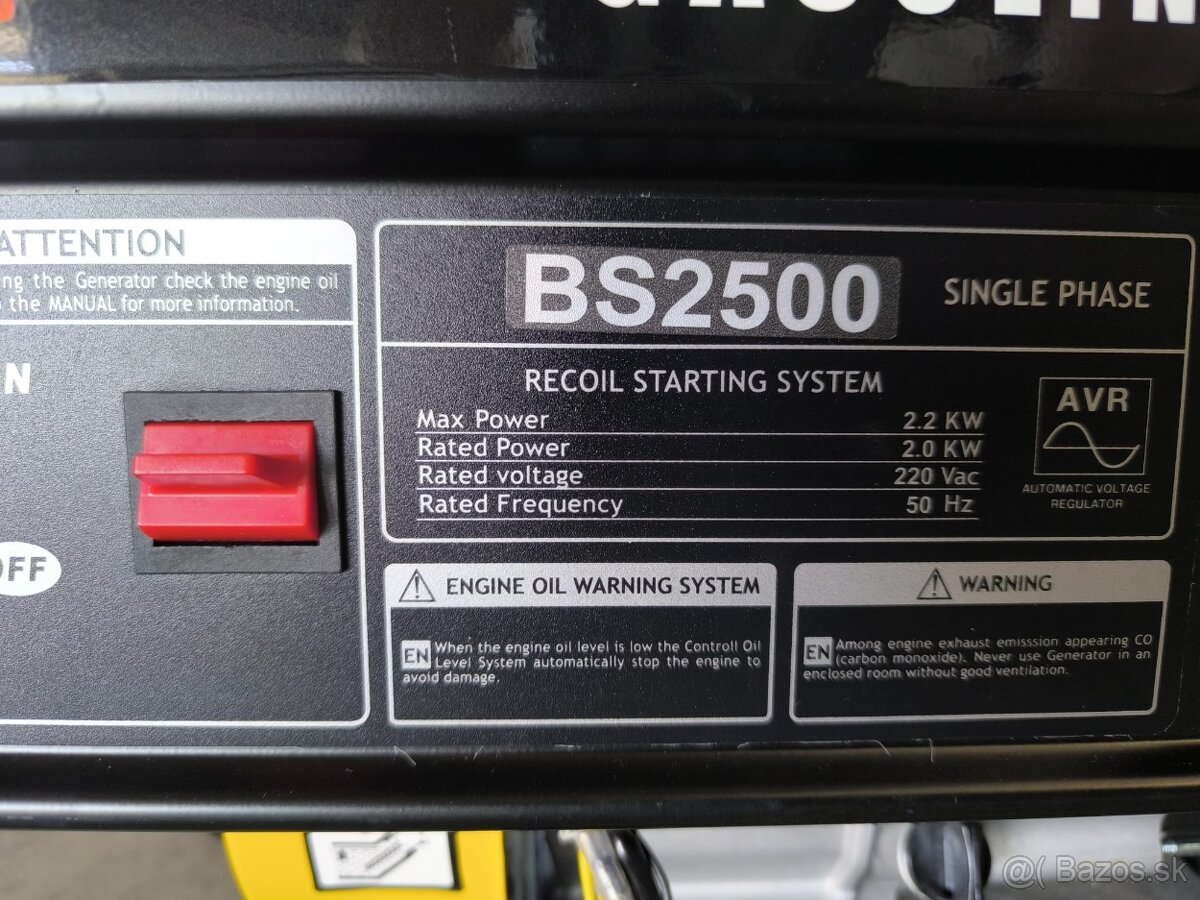 ATTENTION
ng the Generator check the engine oil
the MANUAL for more information.
N
OFF
BS2500
SINGLE PHASE
RECOIL STARTING SYSTEM
Max Power 2.2 KW
Rated Power 2.0 KW
Rated voltage 220 Vac
Rated Frequency 50 Hz
AVR
AUTOMATIC VOLTAGE
REGULATOR
ENGINE OIL WARNING SYSTEM
EN When the engine oil level is low the Controll Oil
Level System automatically stop the engine to
avoid damage.
WARNING
EN Among engine exhaust emisssion appearing CO
(carbon monoxide). Never use Generator in an
enclosed room without good ventilation.
@( Bazos.sk